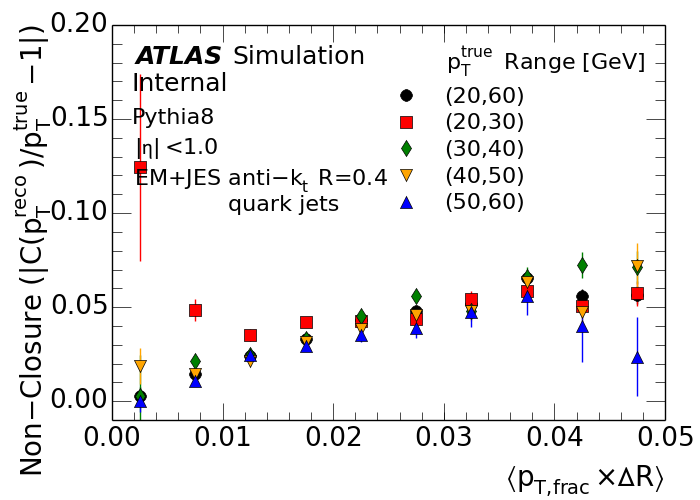 Non−Closure (|C(p_T^reco)/p_T^true −1|)
0.20
0.15
0.10
0.05
0.00
ATLAS Simulation
Internal
Pythia8
|η| <1.0
EM+JES anti−k_t R=0.4
quark jets
p_T^true Range [GeV]
(20,60)
(20,30)
(30,40)
(40,50)
(50,60)
0.00 0.01 0.02 0.03 0.04 0.05
⟨p_T,frac ×ΔR⟩